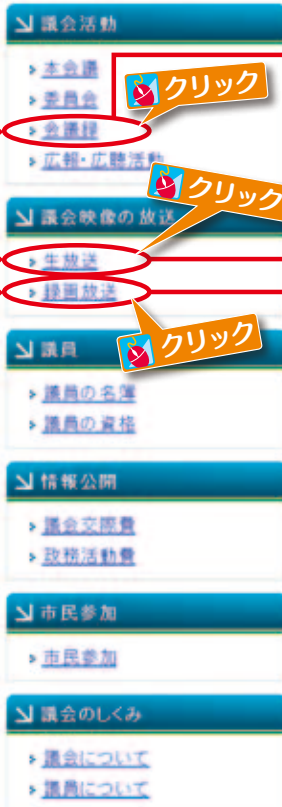 議会活動
本会議
委員会
クリック
会議録
広報・広聴活動
クリック
議会映像の放送
生放送
録画放送
クリック
議員
議員の名簿
議員の資格
情報公開
議会交際費
政務活動費
市民参加
市民参加
議会のしくみ
議会について
議員について